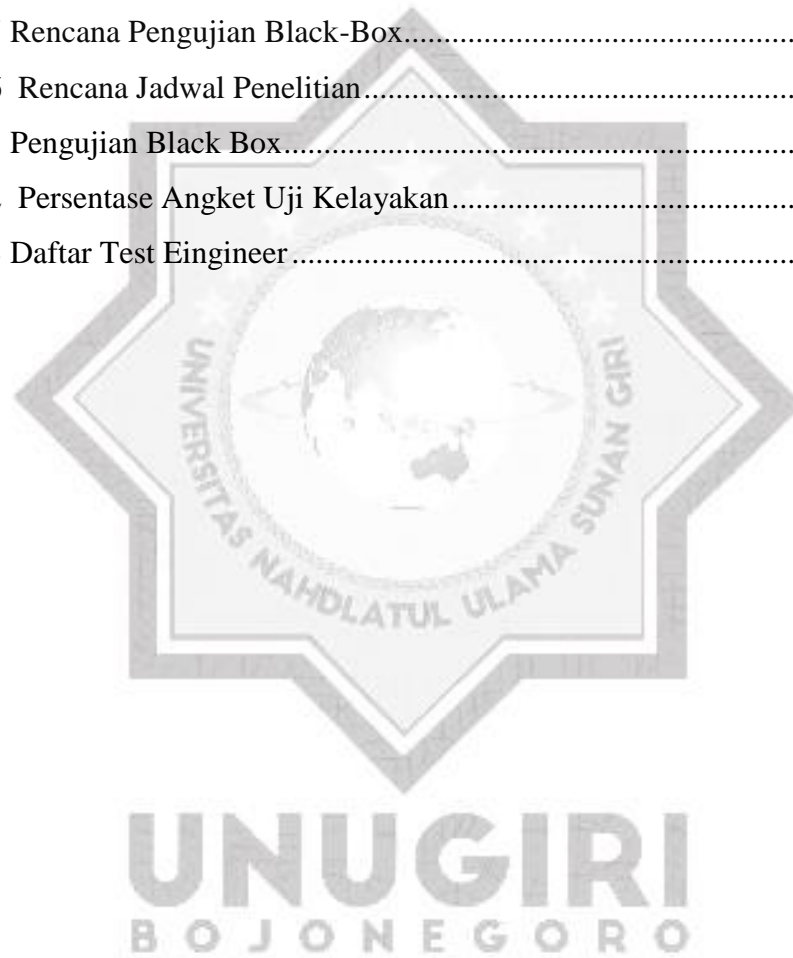 Rencana Pengujian Black-Box........................................................
Rencana Jadwal Penelitian........................................................
Pengujian Black Box........................................................
Persentase Angket Uji Kelayakan........................................................
Daftar Test Eingineer........................................................
UNIVERSITAS NAHDLATUL ULAMA SUNAN GIRI
UNUGIRI
BOJONEGORO